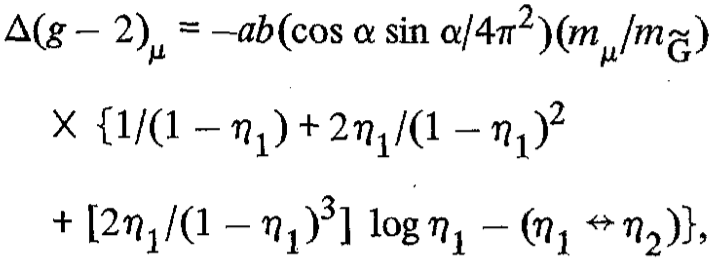 Δ(g − 2)_μ = −ab(cos α sin α/4π²)(m_μ/m_G̃)
× {1/(1 − η₁) + 2η₁/(1 − η₁)²
+ [2η₁/(1 − η₁)³] log η₁ − (η₁ ↔ η₂)},